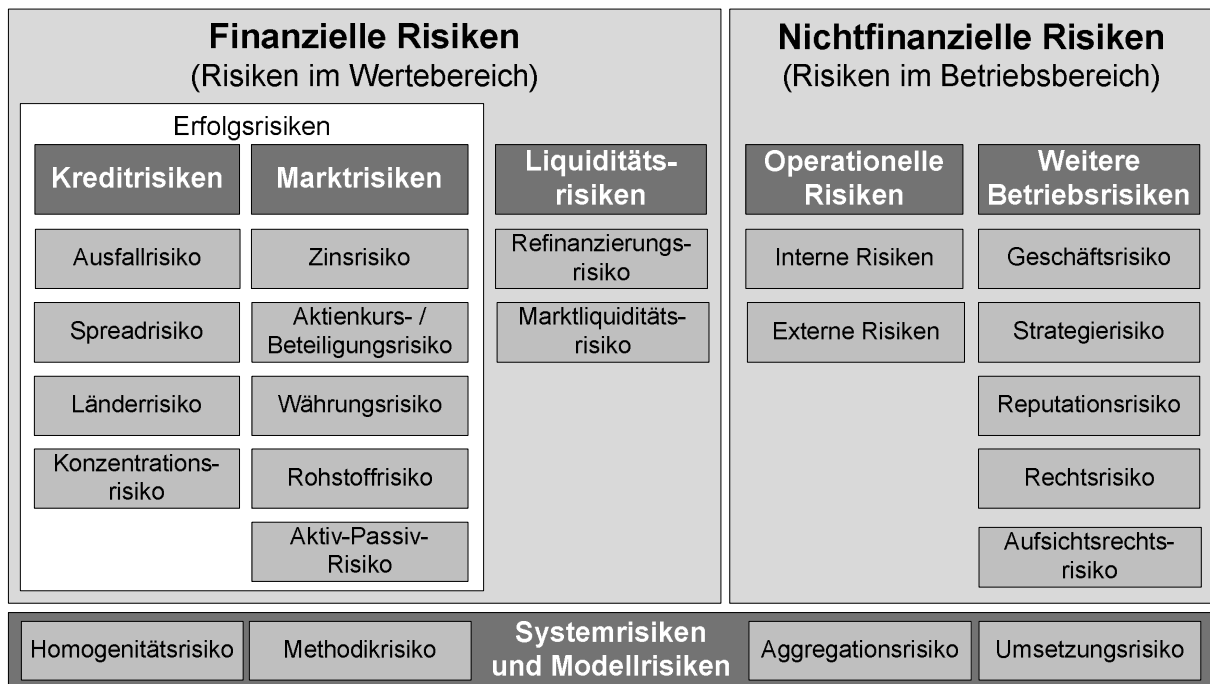 Finanzielle Risiken
(Risiken im Wertebereich)
Erfolgsrisiken
Kreditrisiken
Ausfallrisiko
Spreadrisiko
Länderrisiko
Konzentrations-
risiko
Marktrisiken
Zinsrisiko
Aktienkurs- /
Beteiligungsrisiko
Währungsrisiko
Rohstoffrisiko
Aktiv-Passiv-
Risiko
Liquiditäts-
risiken
Refinanzierungs-
risiko
Marktliquiditäts-
risiko
Nichtfinanzielle Risiken
(Risiken im Betriebsbereich)
Operationelle
Risiken
Interne Risiken
Externe Risiken
Weitere
Betriebsrisiken
Geschäftsrisiko
Strategierisiko
Reputationsrisiko
Rechtsrisiko
Aufsichtsrechts-
risiko
Homogenitätsrisiko
Methodikrisiko
Systemrisiken
und Modellrisiken
Aggregationsrisiko
Umsetzungsrisiko